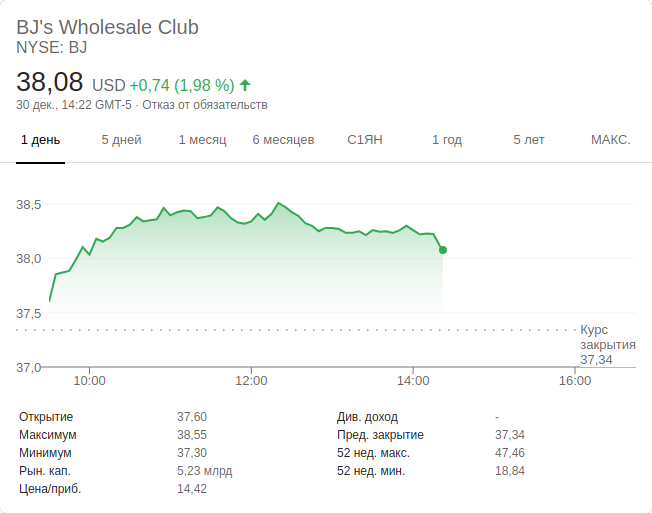 BJ's Wholesale Club
NYSE: BJ
38,08 USD +0,74 (1,98 %)
30 дек., 14:22 GMT-5 · Отказ от обязательств
1 день 5 дней 1 месяц 6 месяцев С1ЯН 1 год 5 лет МАКС.
38,5
38,0
37,5
37,0
Курс
закрытия
37,34
10:00 12:00 14:00 16:00
Открытие 37,60
Максимум 38,55
Минимум 37,30
Рын. кап. 5,23 млрд
Цена/приб. 14,42
Див. доход -
Пред. закрытие 37,34
52 нед. макс. 47,46
52 нед. мин. 18,84